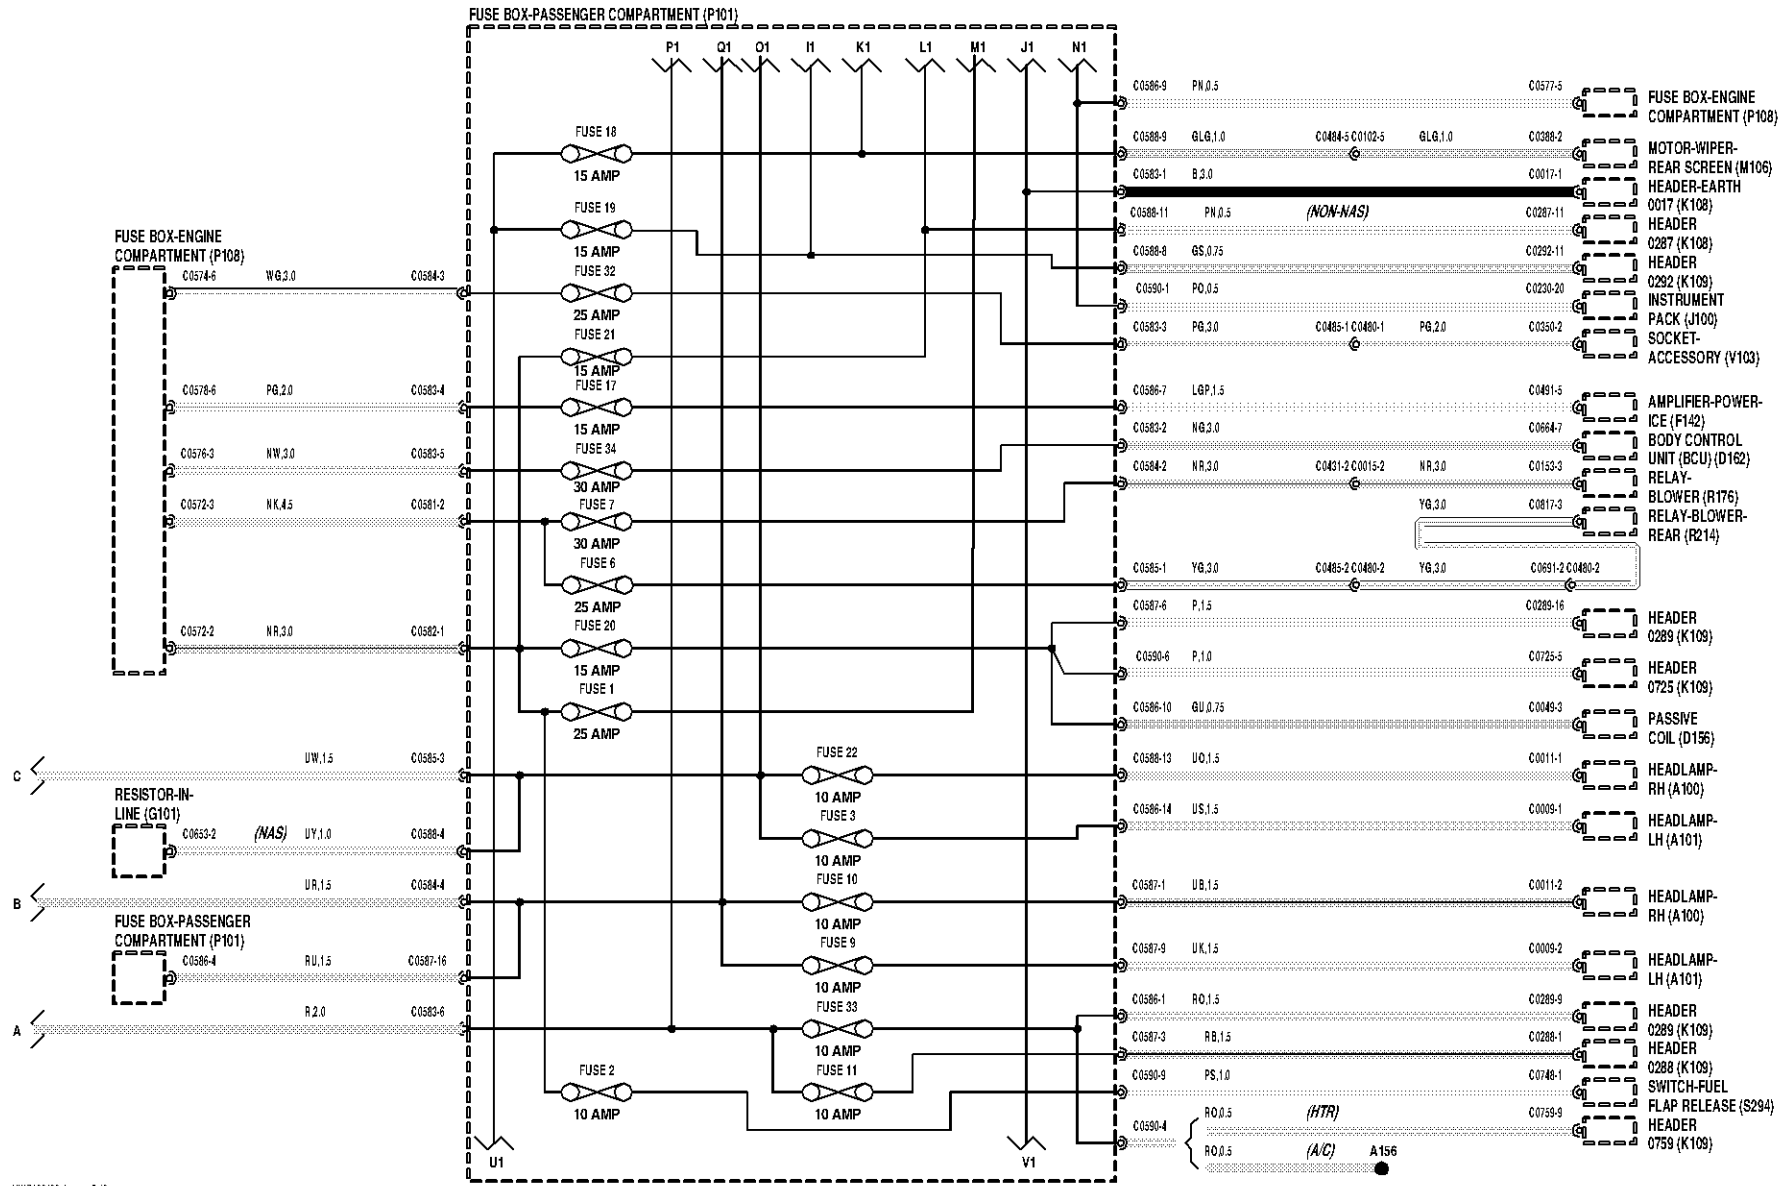 FUSE BOX-PASSENGER COMPARTMENT (P101)
P1 Q1 O1 I1 K1 L1 M1 J1 N1
C0586-9 PN,0.5 C0577-5
FUSE BOX-ENGINE
COMPARTMENT (P108)
FUSE 18
15 AMP
C0588-9 GLG,1.0 C0484-5 C0102-5 GLG,1.0 C0388-2
MOTOR-WIPER-
REAR SCREEN (M106)
C0583-1 B,3.0 C0017-1
HEADER-EARTH
0017 (K108)
FUSE 19
15 AMP
C0588-11 PN,0.5 (NON-NAS) C0287-11
HEADER
0287 (K108)
C0588-8 GS,0.75 C0292-11
HEADER
0292 (K109)
FUSE BOX-ENGINE
COMPARTMENT (P108)
C0574-6 WG,3.0 C0584-3
FUSE 32
25 AMP
C0590-1 PO,0.5 C0230-20
INSTRUMENT
PACK (J100)
C0583-3 PG,3.0 C0485-1 C0480-1 PG,2.0 C0350-2
SOCKET-
ACCESSORY (V103)
FUSE 21
15 AMP
C0578-6 PG,2.0 C0583-4
FUSE 17
15 AMP
C0586-7 LGP,1.5 C0491-5
AMPLIFIER-POWER-
ICE (F142)
C0583-2 NG,3.0 C0664-7
BODY CONTROL
UNIT (BCU) (D162)
C0576-3 NW,3.0 C0583-5
FUSE 34
30 AMP
C0584-2 NR,3.0 C0431-2 C0015-2 NR,3.0 C0153-3
RELAY-
BLOWER (R176)
C0572-3 NK,4.5 C0581-2
FUSE 7
30 AMP
YG,3.0 C0817-3
RELAY-BLOWER-
REAR (R214)
FUSE 6
25 AMP
C0585-1 YG,3.0 C0485-2 C0480-2 YG,3.0 C0691-2 C0480-2
C0587-6 P,1.5 C0289-16
HEADER
0289 (K109)
C0572-2 NR,3.0 C0582-1
FUSE 20
15 AMP
C0590-6 P,1.0 C0725-5
HEADER
0725 (K109)
FUSE 1
25 AMP
C0586-10 GU,0.75 C0049-3
PASSIVE
COIL (D156)
C UW,1.5 C0585-3
FUSE 22
10 AMP
C0588-13 UO,1.5 C0011-1
HEADLAMP-
RH (A100)
RESISTOR-IN-
LINE (G101)
C0653-2 (NAS) UY,1.0 C0588-4
FUSE 3
10 AMP
C0586-14 US,1.5 C0009-1
HEADLAMP-
LH (A101)
B UR,1.5 C0584-4
FUSE 10
10 AMP
C0587-1 UB,1.5 C0011-2
HEADLAMP-
RH (A100)
FUSE BOX-PASSENGER
COMPARTMENT (P101)
C0586-4 RU,1.5 C0587-16
FUSE 9
10 AMP
C0587-9 UK,1.5 C0009-2
HEADLAMP-
LH (A101)
A R,2.0 C0583-6
FUSE 33
10 AMP
C0586-1 RO,1.5 C0289-9
HEADER
0289 (K109)
C0587-3 RB,1.5 C0288-1
HEADER
0288 (K109)
FUSE 2
10 AMP
FUSE 11
10 AMP
C0590-9 PS,1.0 C0748-1
SWITCH-FUEL
FLAP RELEASE (S294)
C0590-4 RO,0.5 (HTR) C0759-9
HEADER
0759 (K109)
RO,0.5 (A/C) A156
U1 V1